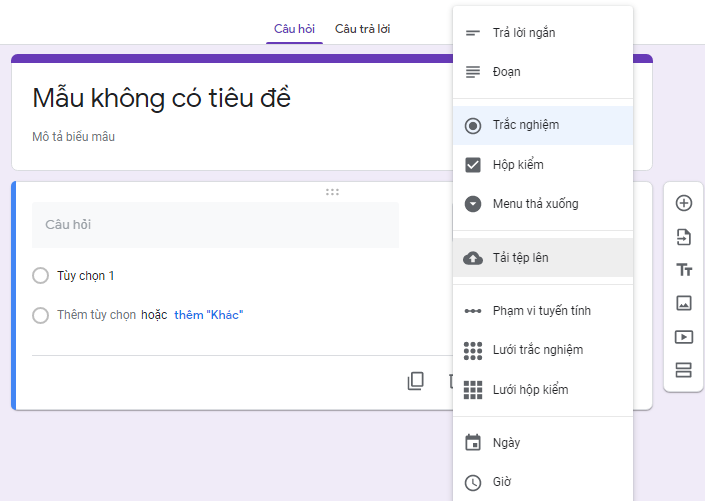 Câu hỏi
Câu trả lời
Mẫu không có tiêu đề
Mô tả biểu mẫu
Câu hỏi
Tùy chọn 1
Thêm tùy chọn hoặc thêm "Khác"
Trả lời ngắn
Đoạn
Trắc nghiệm
Hộp kiểm
Menu thả xuống
Tải tệp lên
Phạm vi tuyến tính
Lưới trắc nghiệm
Lưới hộp kiểm
Ngày
Giờ
Tт